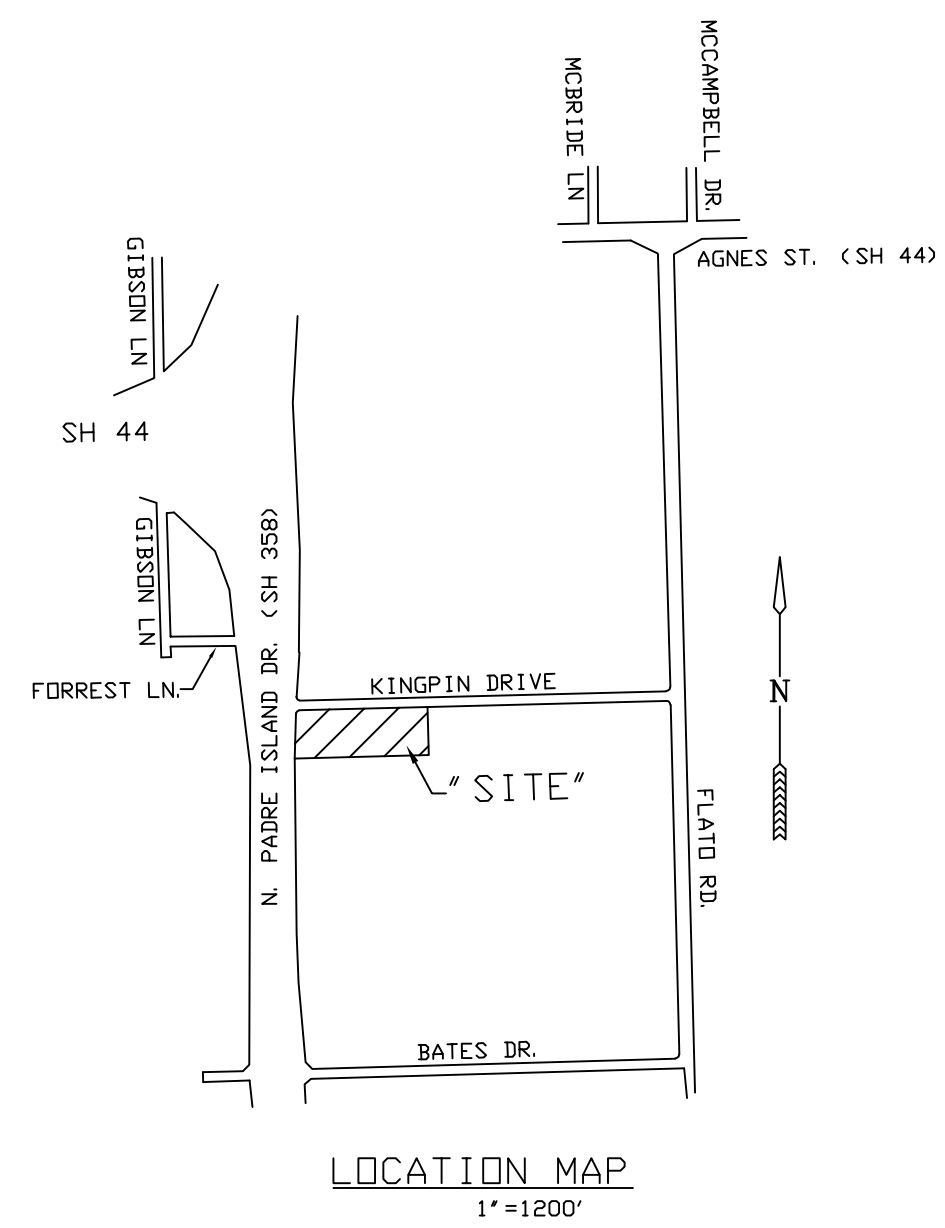 MCCAMPBELL DR.
MCBRIDE LN
AGNES ST. (SH 44)
GIBSON LN
SH 44
GIBSON LN
N. PADRE ISLAND DR. (SH 358)
FORREST LN.
KINGPIN DRIVE
N
"SITE"
FLATO RD.
BATES DR.
LOCATION MAP
1"=1200'